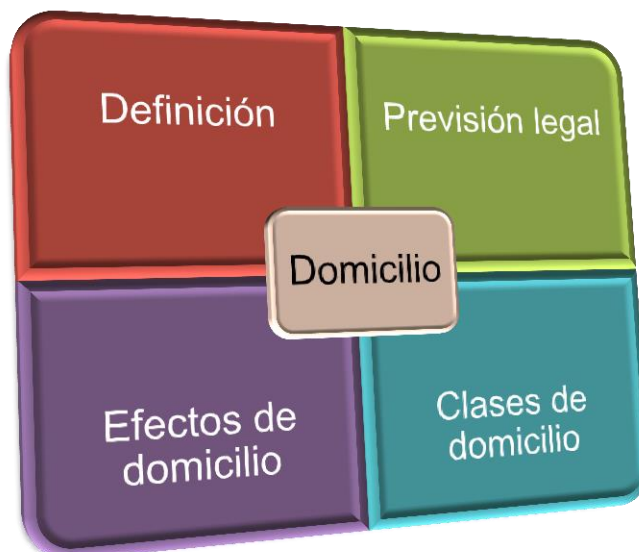 Definición
Previsión legal
Domicilio
Efectos de
domicilio
Clases de
domicilio